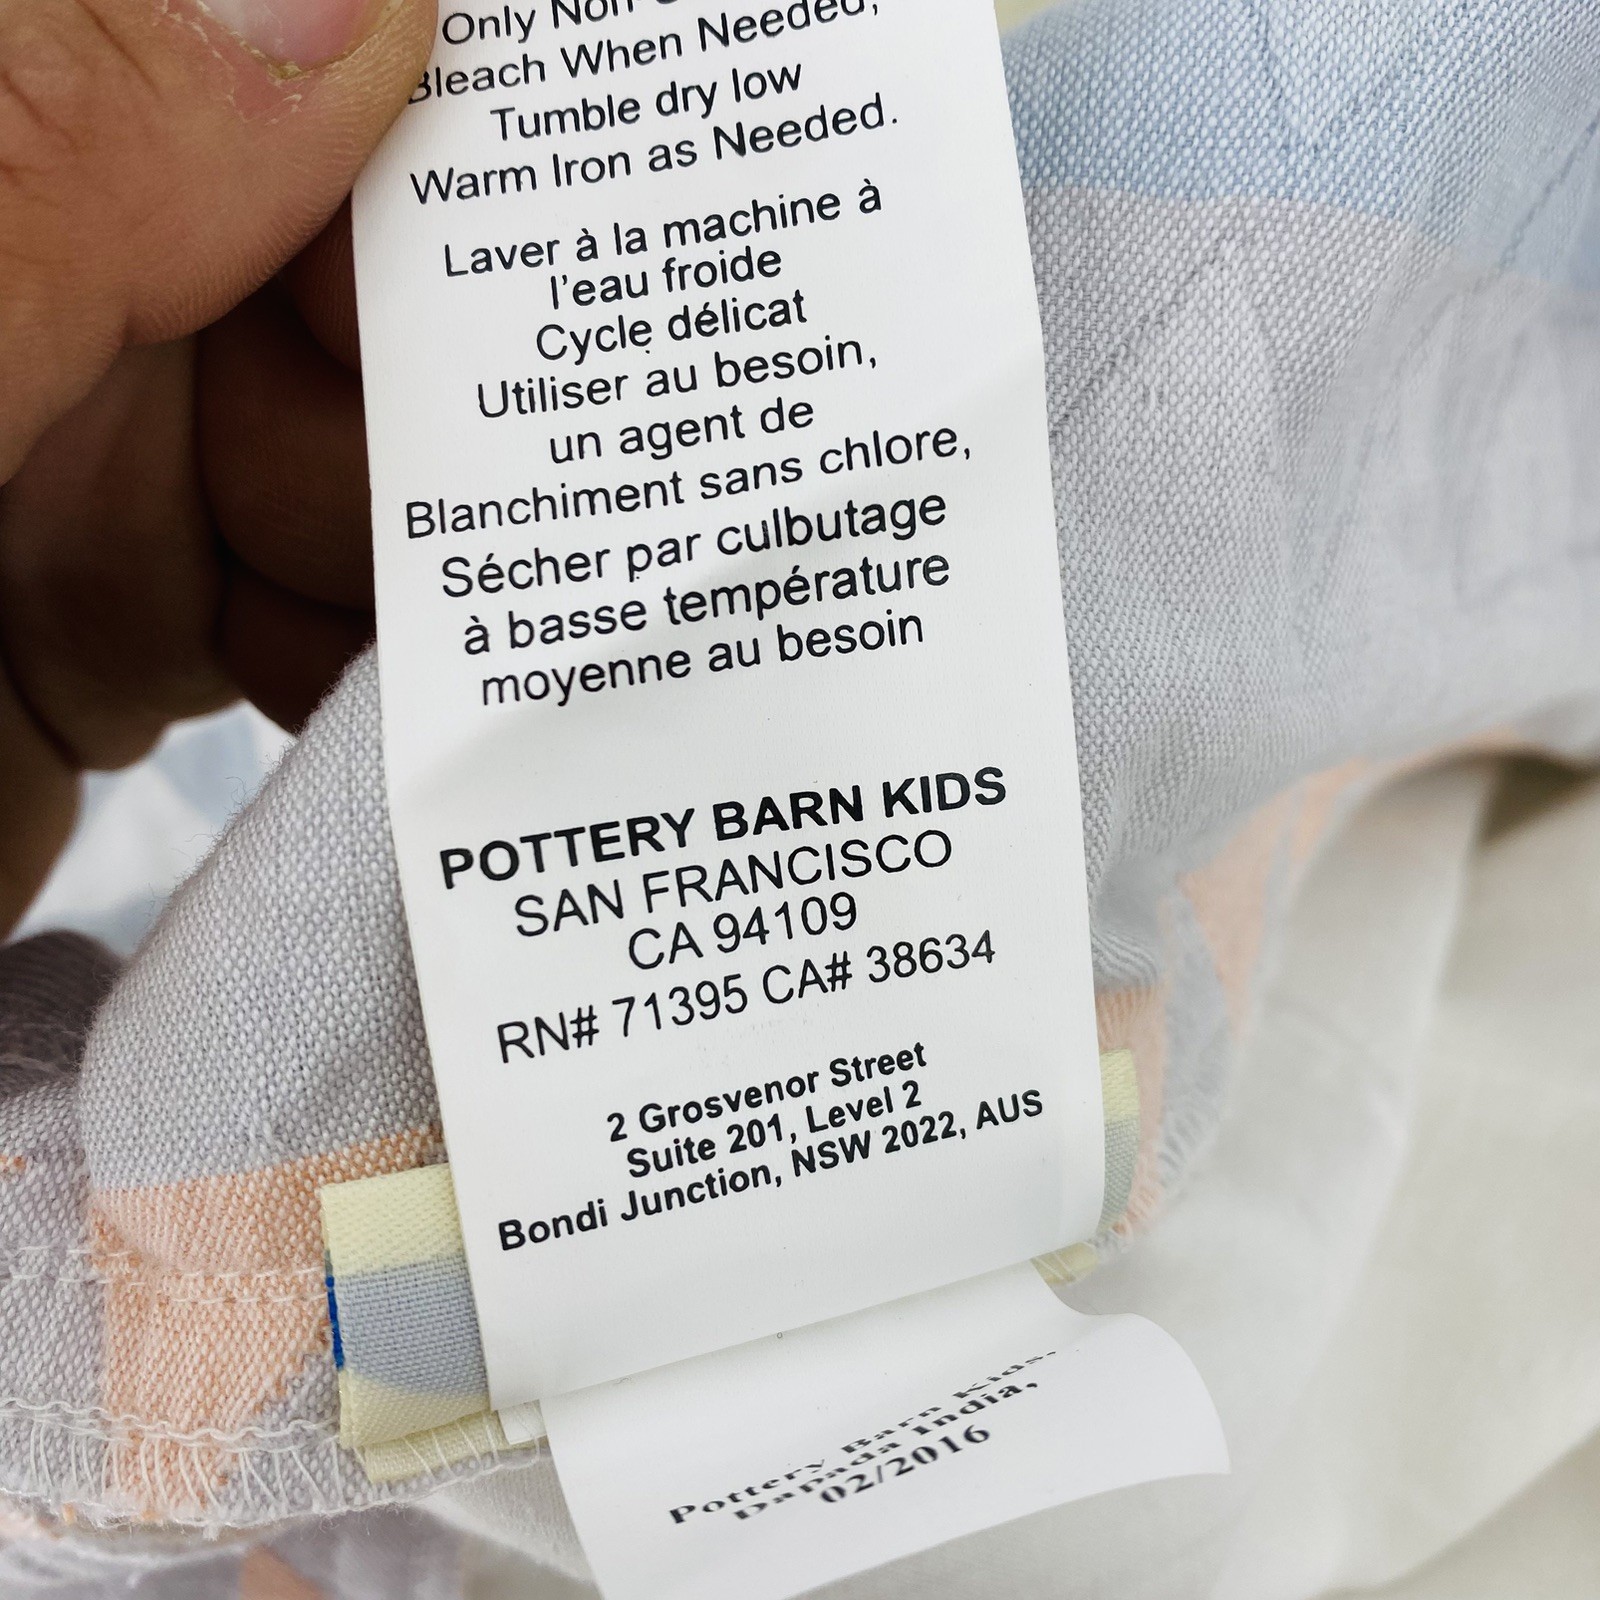 Only Non
Bleach When Needed,
Tumble dry low
Warm Iron as Needed.
Laver à la machine à
l'eau froide
Cycle délicat
Utiliser au besoin,
un agent de
Blanchiment sans chlore,
Sécher par culbutage
à basse température
moyenne au besoin
POTTERY BARN KIDS
SAN FRANCISCO
CA 94109
RN# 71395 CA# 38634
2 Grosvenor Street
Suite 201, Level 2
Bondi Junction, NSW 2022, AUS
Pottery Barn Kids.
India,
02/2016